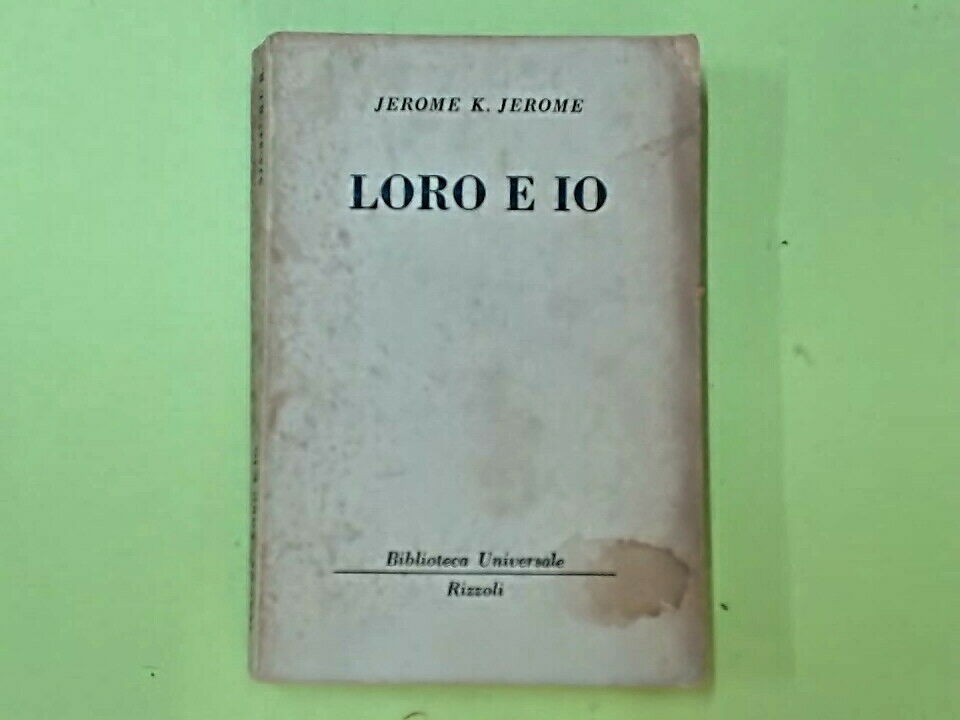 JEROME K. JEROME
LORO E IO
Biblioteca Universale
Rizzoli